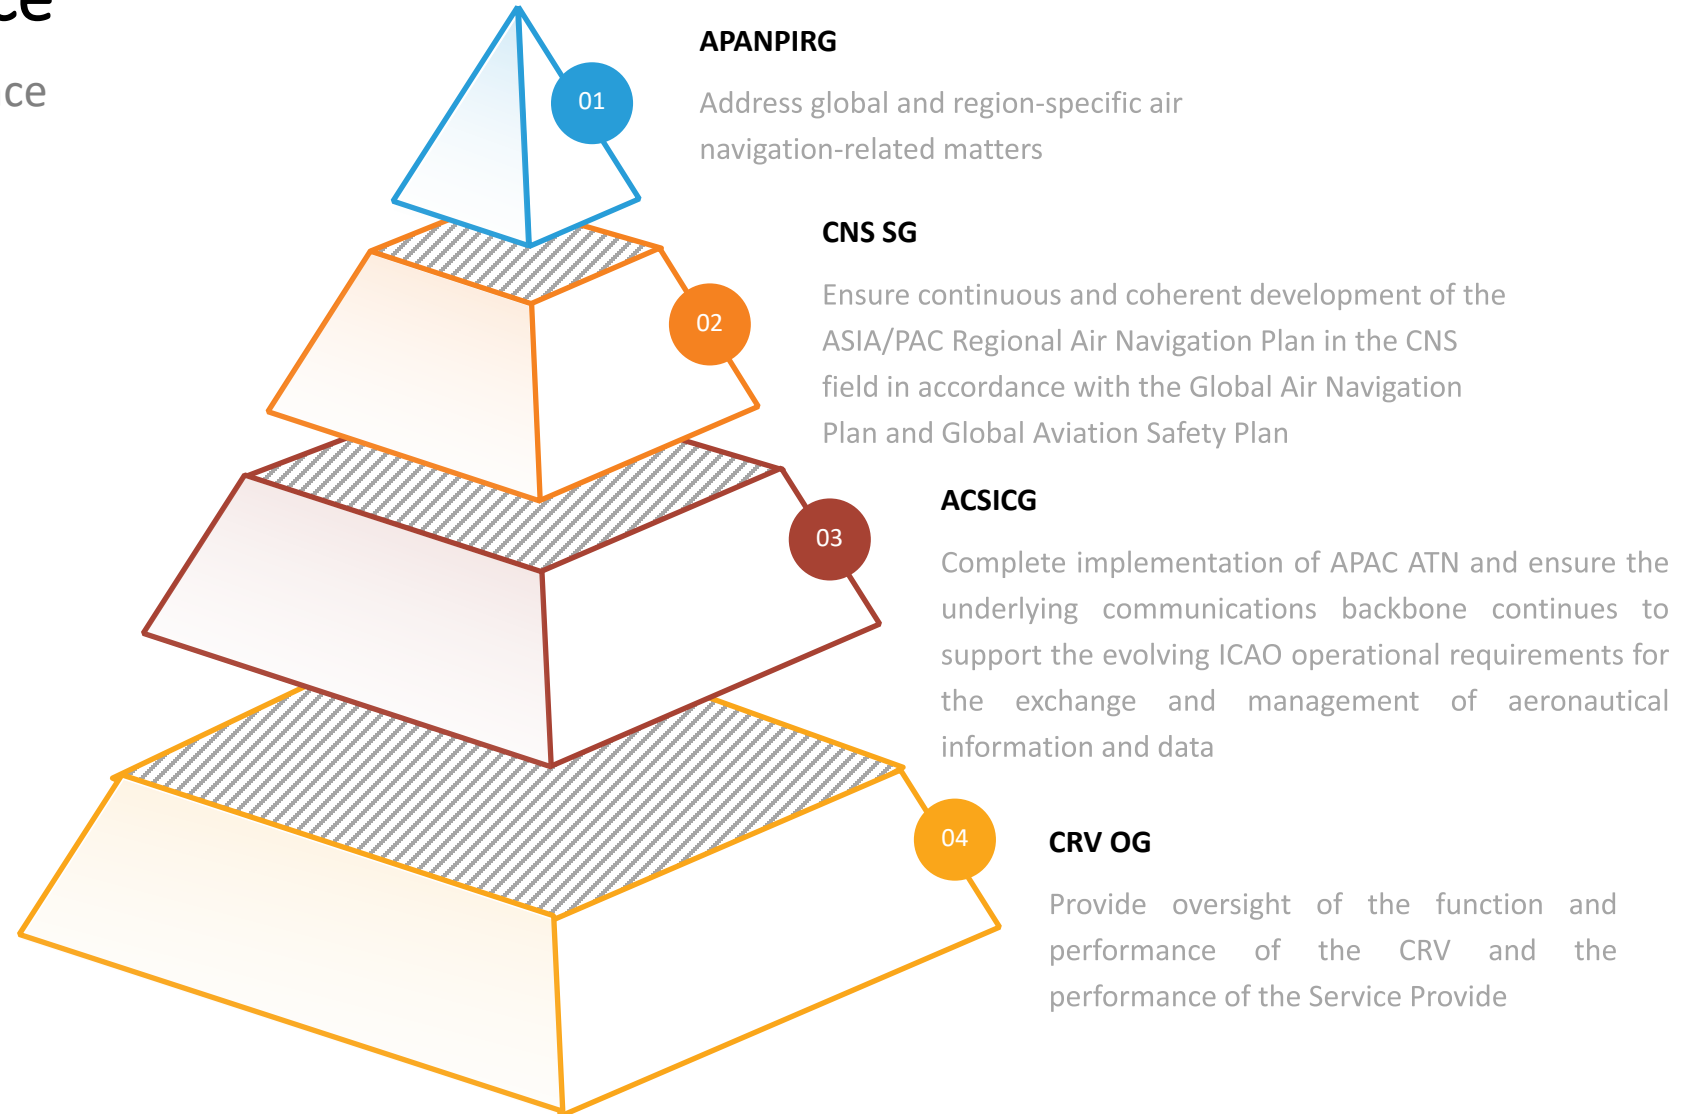 ce
ce
01
APANPIRG
Address global and region-specific air
navigation-related matters
02
CNS SG
Ensure continuous and coherent development of the
ASIA/PAC Regional Air Navigation Plan in the CNS
field in accordance with the Global Air Navigation
Plan and Global Aviation Safety Plan
03
ACSICG
Complete implementation of APAC ATN and ensure the
underlying communications backbone continues to
support the evolving ICAO operational requirements for
the exchange and management of aeronautical
information and data
04
CRV OG
Provide oversight of the function and
performance of the CRV and the
performance of the Service Provide